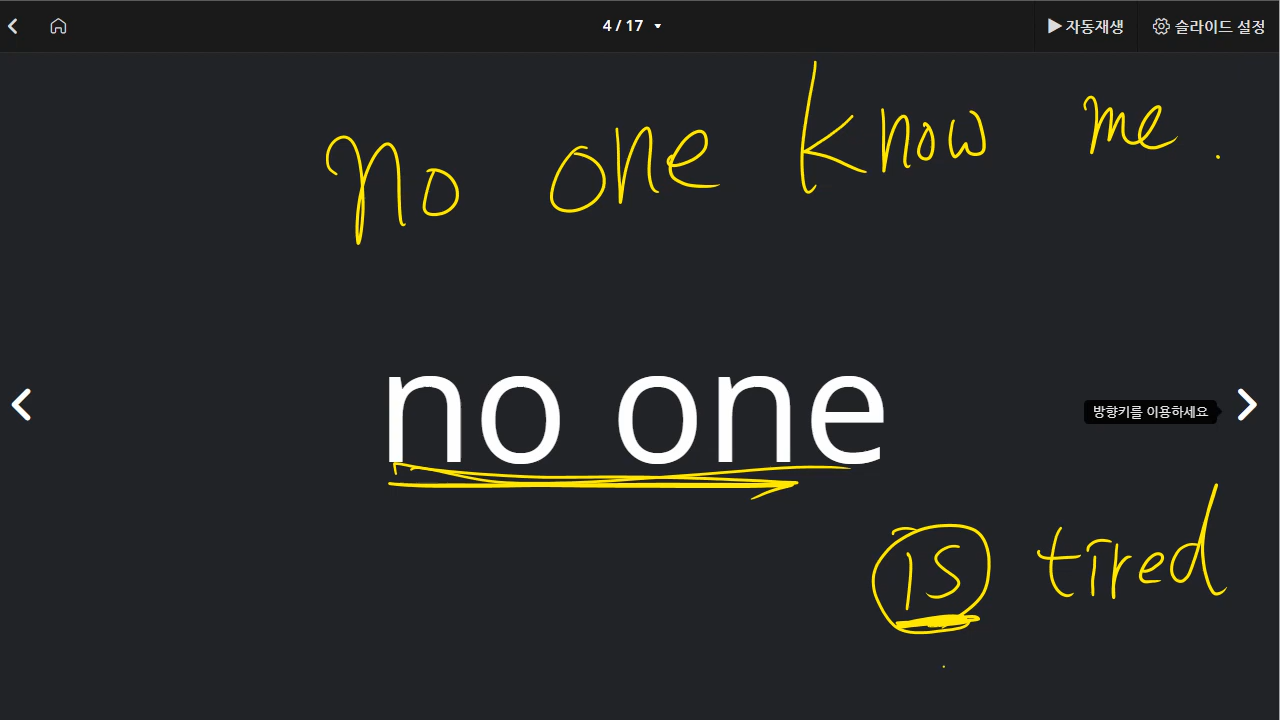 4 / 17
자동재생
슬라이드 설정
no one know me.
no one
방향키를 이용하세요
is tired